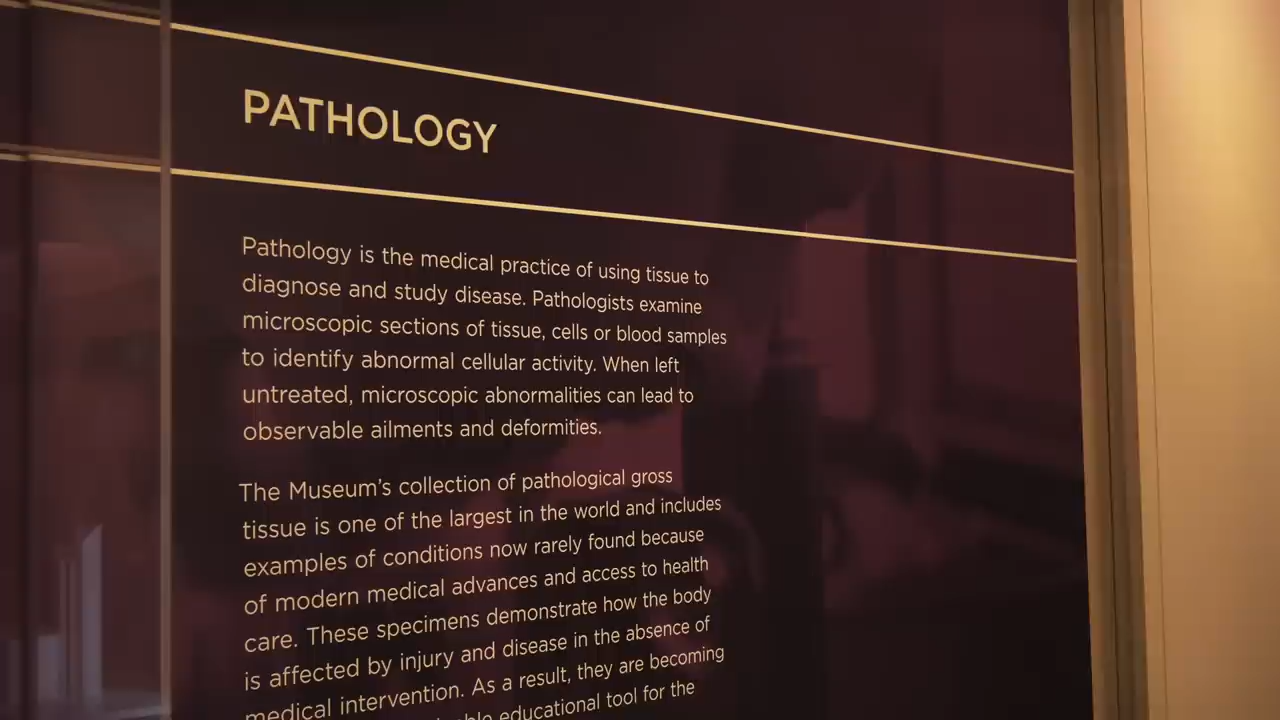 PATHOLOGY
Pathology is the medical practice of using tissue to
diagnose and study disease. Pathologists examine
microscopic sections of tissue, cells or blood samples
to identify abnormal cellular activity. When left
untreated, microscopic abnormalities can lead to
observable ailments and deformities.
The Museum's collection of pathological gross
tissue is one of the largest in the world and includes
examples of conditions now rarely found because
of modern medical advances and access to health
care. These specimens demonstrate how the body
is affected by injury and disease in the absence of
medical intervention. As a result, they are becoming
educational tool for the